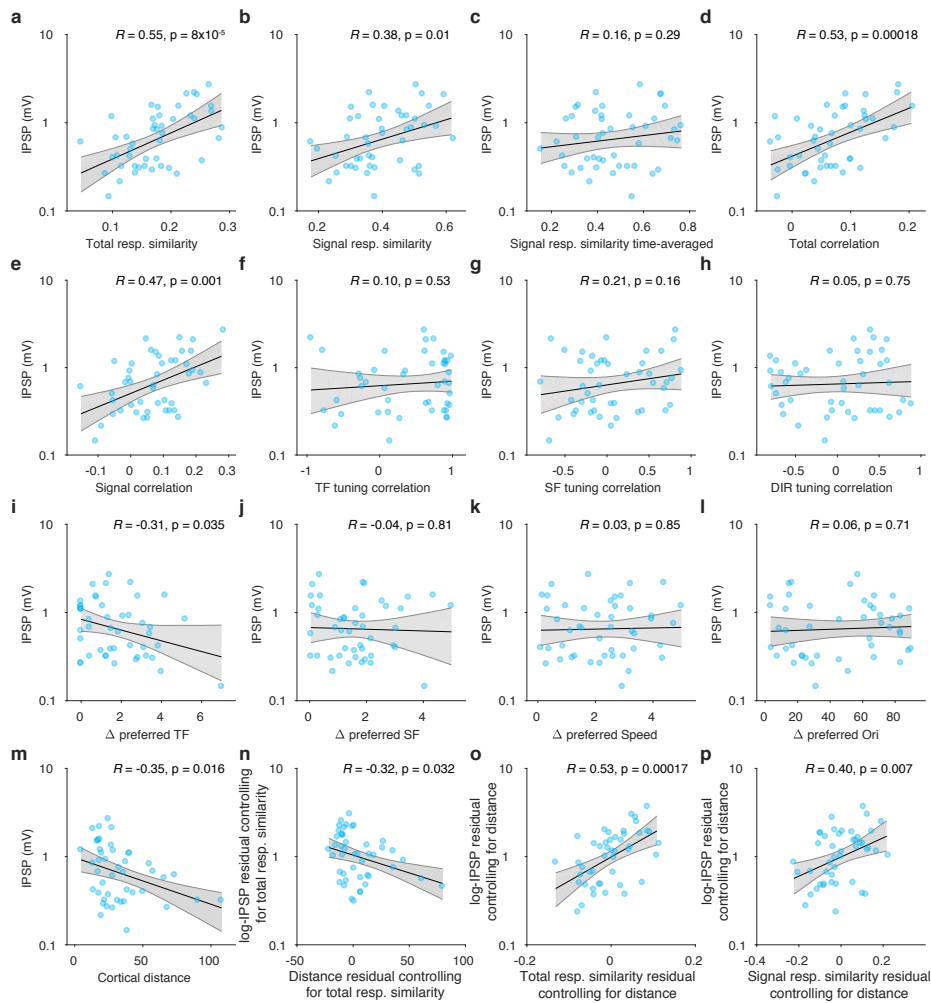 a
R = 0.55, p = 8x10⁻⁵
10
1
0.1
IPSP (mV)
0.1
0.2
0.3
Total resp. similarity
b
R = 0.38, p = 0.01
10
1
0.1
IPSP (mV)
0.2
0.4
0.6
Signal resp. similarity
c
R = 0.16, p = 0.29
10
1
0.1
IPSP (mV)
0.2
0.4
0.6
0.8
Signal resp. similarity time-averaged
d
R = 0.53, p = 0.00018
10
1
0.1
IPSP (mV)
0
0.1
0.2
Total correlation
e
R = 0.47, p = 0.001
10
1
0.1
IPSP (mV)
-0.1
0
0.1
0.2
0.3
Signal correlation
f
R = 0.10, p = 0.53
10
1
0.1
IPSP (mV)
-1
0
1
TF tuning correlation
g
R = 0.21, p = 0.16
10
1
0.1
IPSP (mV)
-0.5
0
0.5
1
SF tuning correlation
h
R = 0.05, p = 0.75
10
1
0.1
IPSP (mV)
-0.5
0
0.5
1
DIR tuning correlation
i
R = -0.31, p = 0.035
10
1
0.1
IPSP (mV)
0
2
4
6
Δ preferred TF
j
R = -0.04, p = 0.81
10
1
0.1
IPSP (mV)
0
2
4
Δ preferred SF
k
R = 0.03, p = 0.85
10
1
0.1
IPSP (mV)
0
2
4
Δ preferred Speed
l
R = 0.06, p = 0.71
10
1
0.1
IPSP (mV)
0
20
40
60
80
Δ preferred Ori
m
R = -0.35, p = 0.016
10
1
0.1
IPSP (mV)
0
50
100
Cortical distance
n
R = -0.32, p = 0.032
10
1
0.1
log-IPSP residual controlling
for total resp. similarity
-50
0
50
100
Distance residual controlling
for total resp. similarity
o
R = 0.53, p = 0.00017
10
1
0.1
log-IPSP residual
controlling for distance
-0.2
0
0.2
Total resp. similarity residual
controlling for distance
p
R = 0.40, p = 0.007
10
1
0.1
log-IPSP residual
controlling for distance
-0.4
-0.2
0
0.2
0.4
Signal resp. similarity residual
controlling for distance